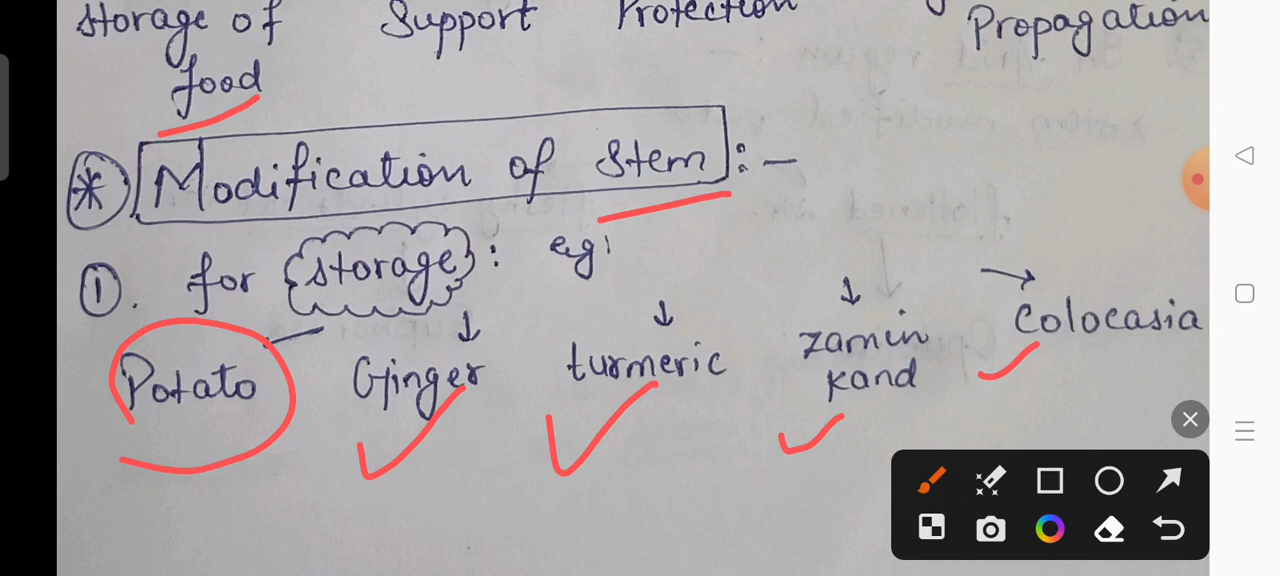 Storage of Support Protection Propagation
food
* Modification of Stem : -
①. for storage : eg:
Potato Ginger turmeric zamin kand Colocasia